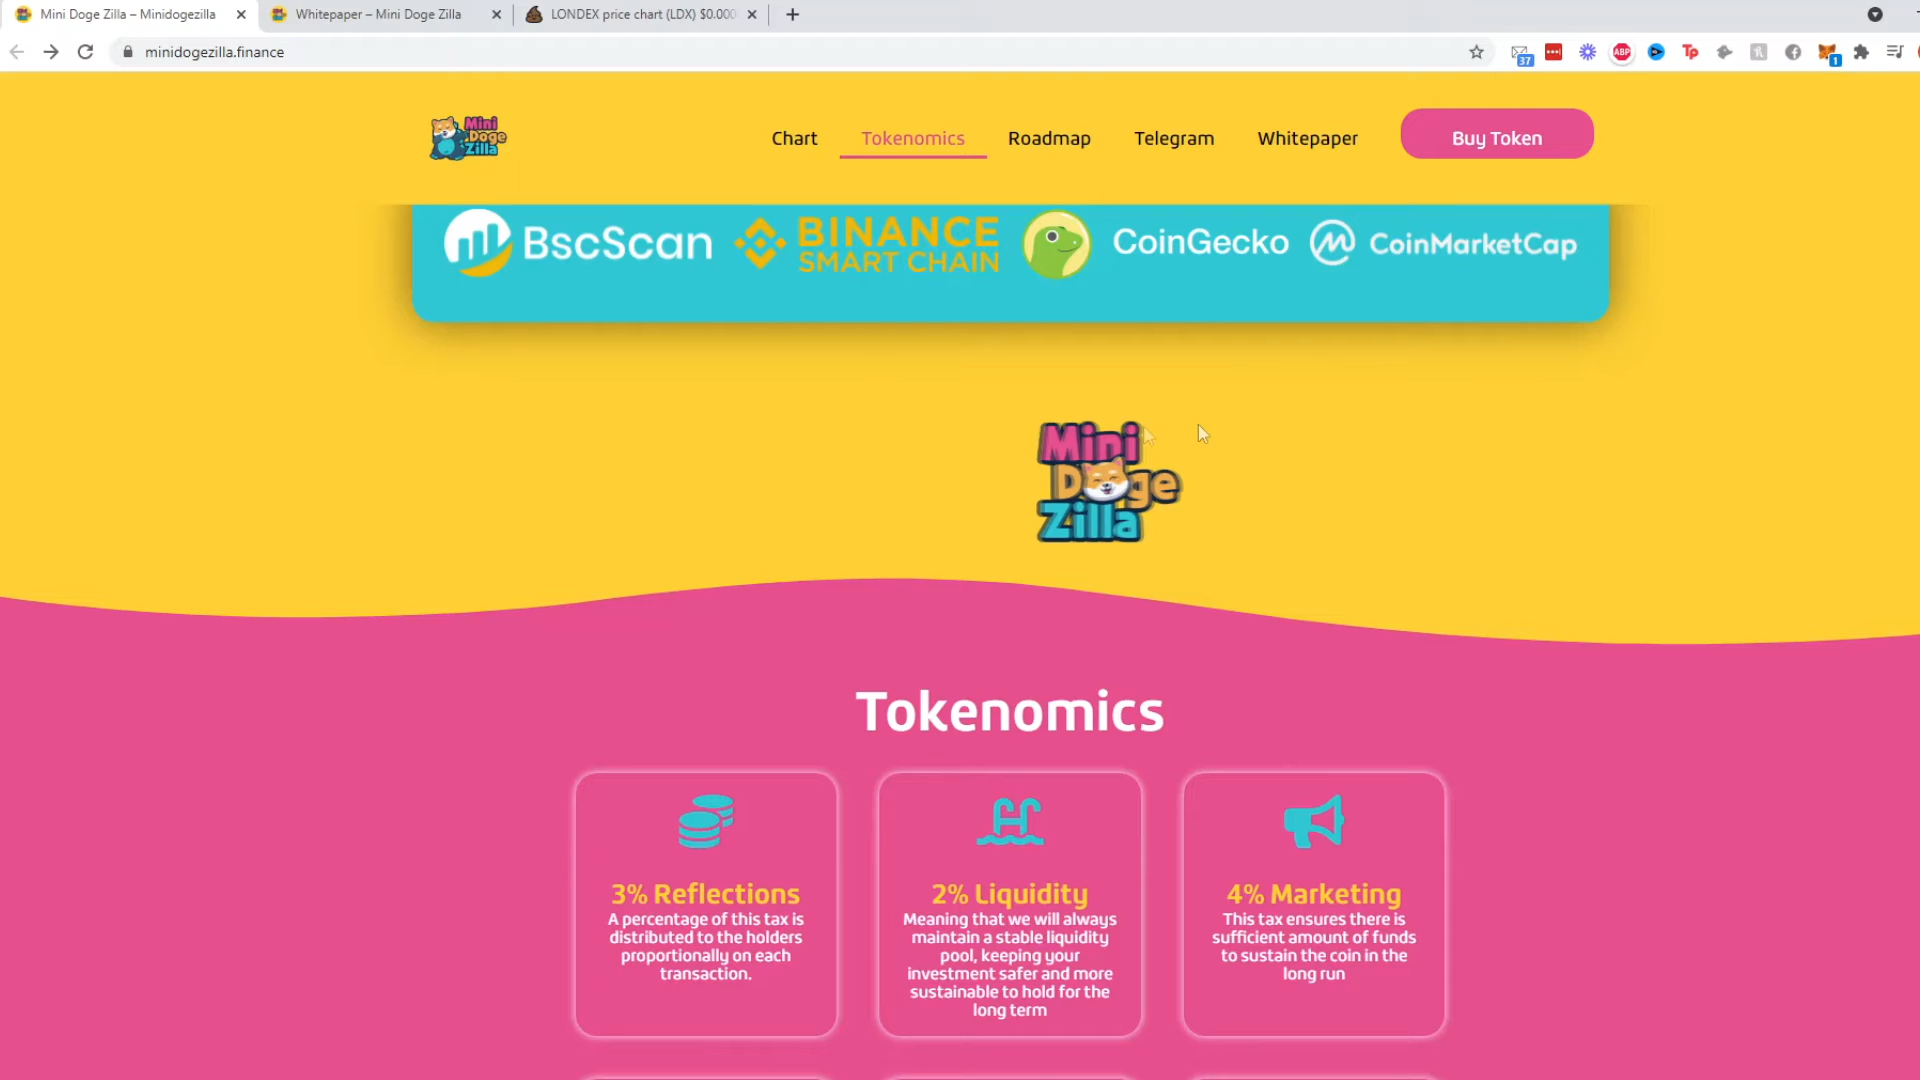 Mini Doge Zilla – Minidogezilla
Whitepaper – Mini Doge Zilla
LONDEX price chart (LDX) $0.000
minidogezilla.finance
37
ABP
Tp
1
Mini
Doge
Zilla
Chart
Tokenomics
Roadmap
Telegram
Whitepaper
Buy Token
BscScan
BINANCE
SMART CHAIN
CoinGecko
CoinMarketCap
Mini
Doge
Zilla
Tokenomics
3% Reflections
A percentage of this tax is
distributed to the holders
proportionally on each
transaction.
2% Liquidity
Meaning that we will always
maintain a stable liquidity
pool, keeping your
investment safer and more
sustainable to hold for the
long term
4% Marketing
This tax ensures there is
sufficient amount of funds
to sustain the coin in the
long run